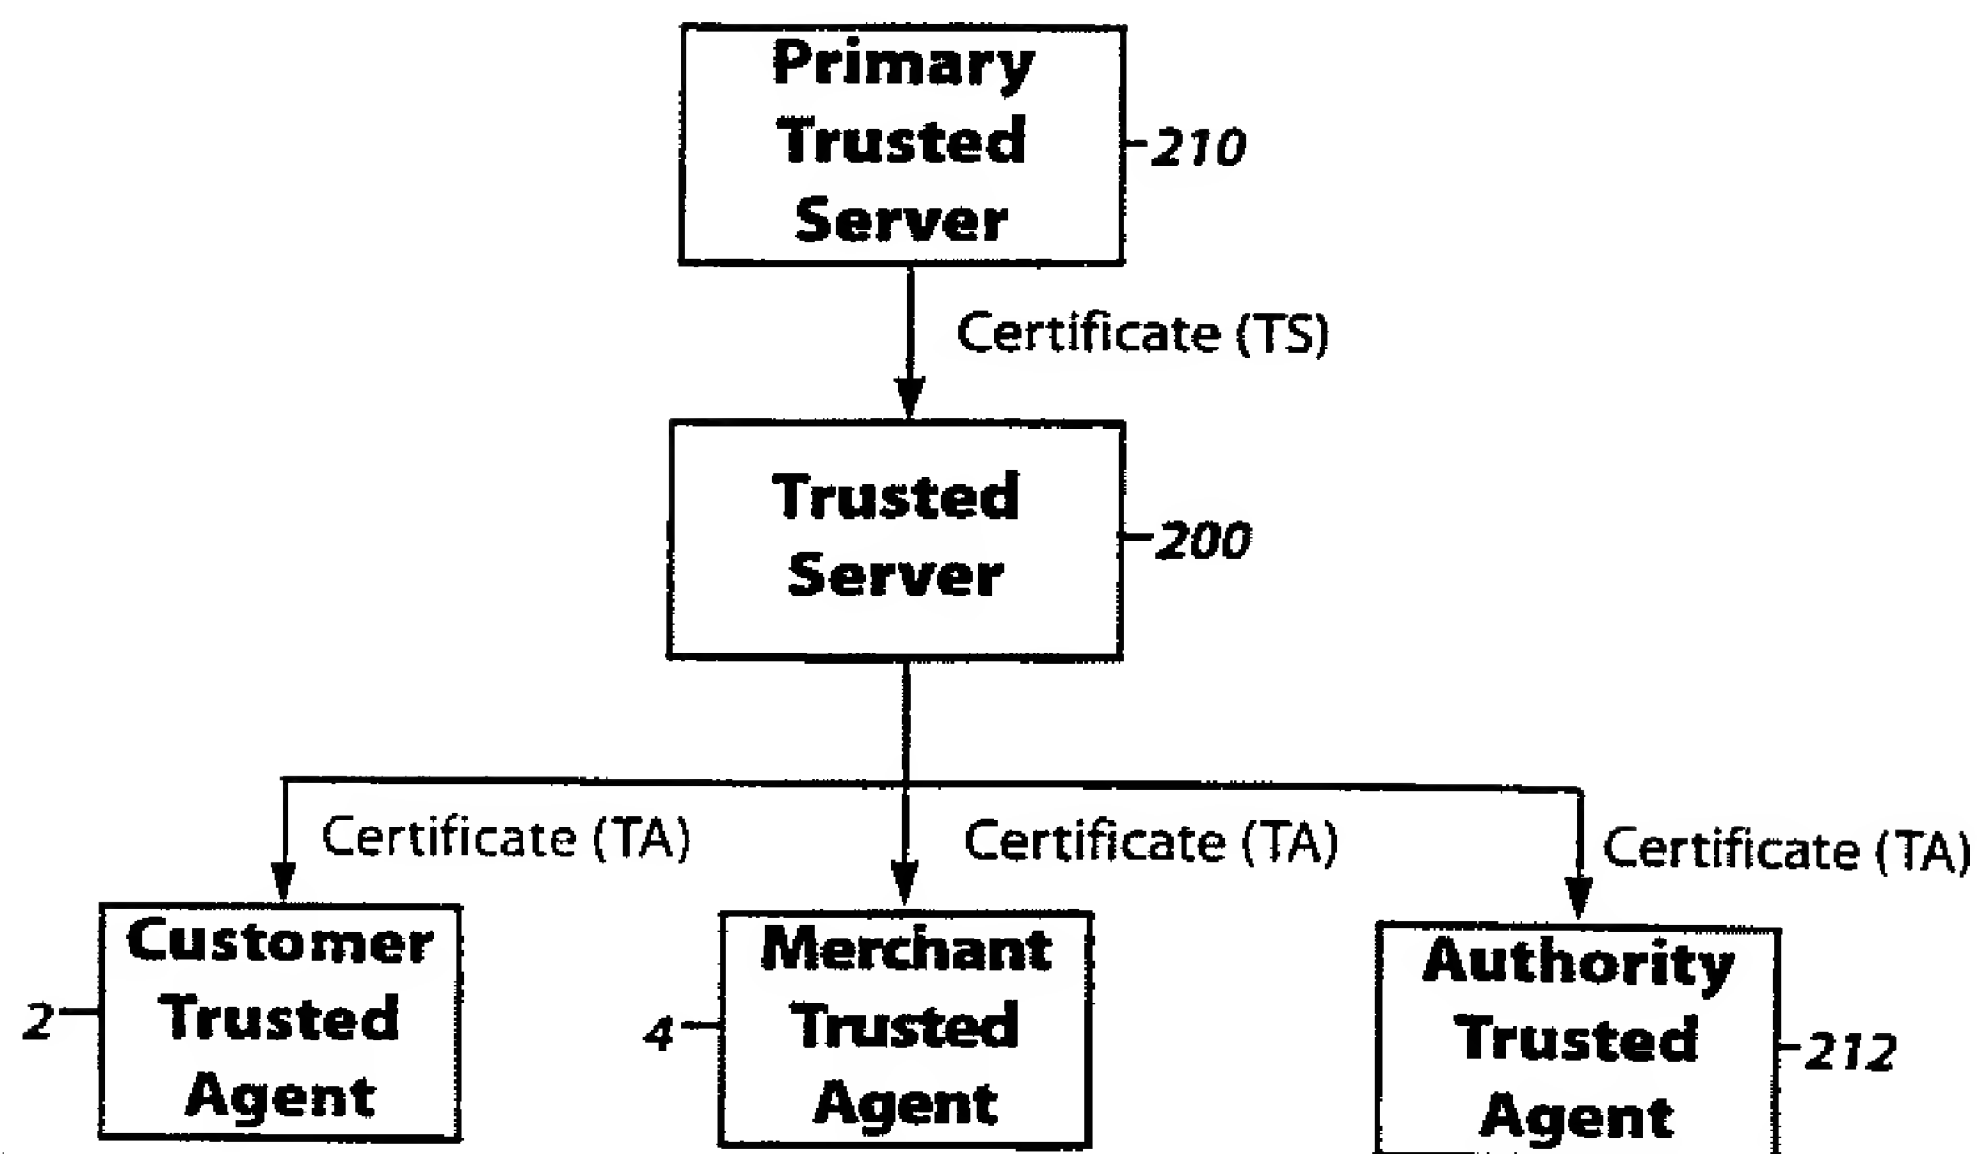 Primary
Trusted
Server
210
Certificate (TS)
Trusted
Server
200
Certificate (TA)
Certificate (TA)
Certificate (TA)
Customer
Trusted
Agent
2
Merchant
Trusted
Agent
4
Authority
Trusted
Agent
212